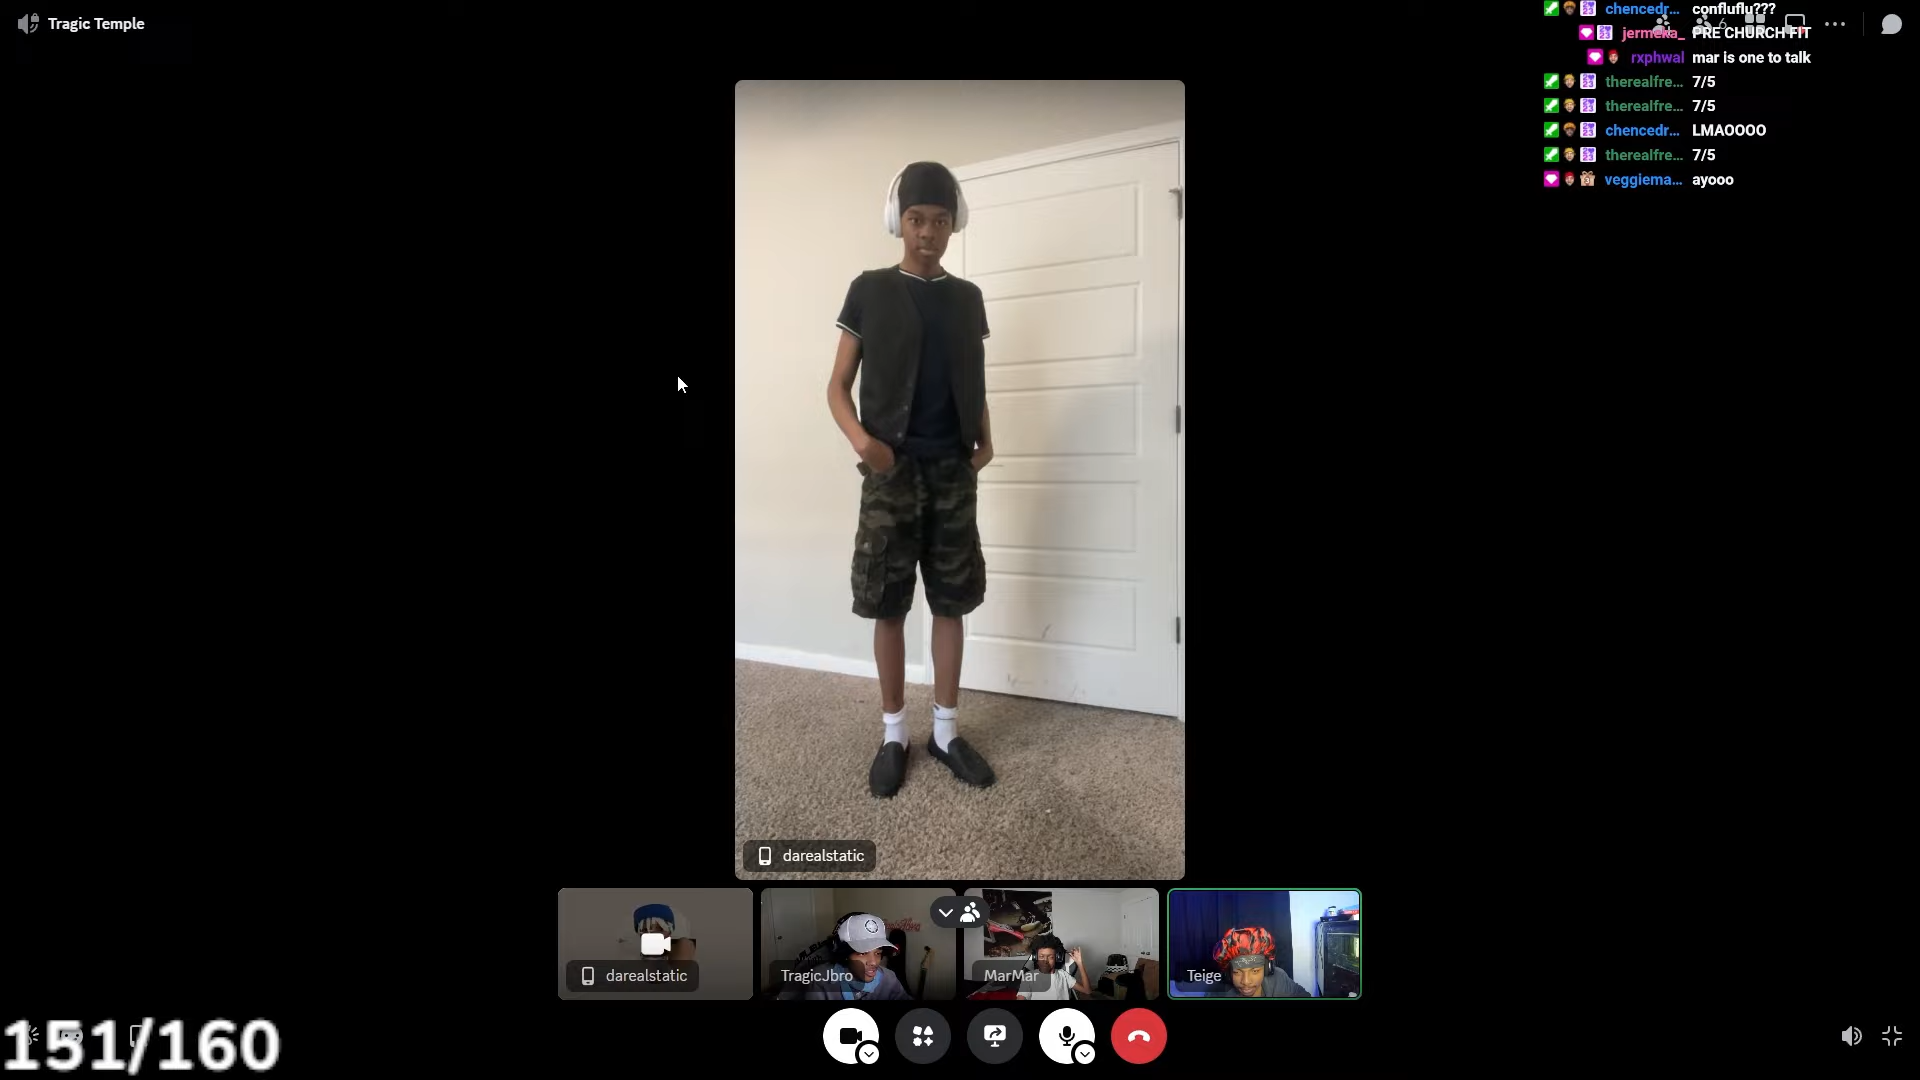 Tragic Temple
chencedr... confluflu???
6
jermeka_ PRE CHURCH FIT
rxphwal mar is one to talk
therealfre... 7/5
therealfre... 7/5
chencedr... LMAOOOO
therealfre... 7/5
veggiema... ayooo
darealstatic
darealstatic
TragicJbro
MarMar
Teige
151/160